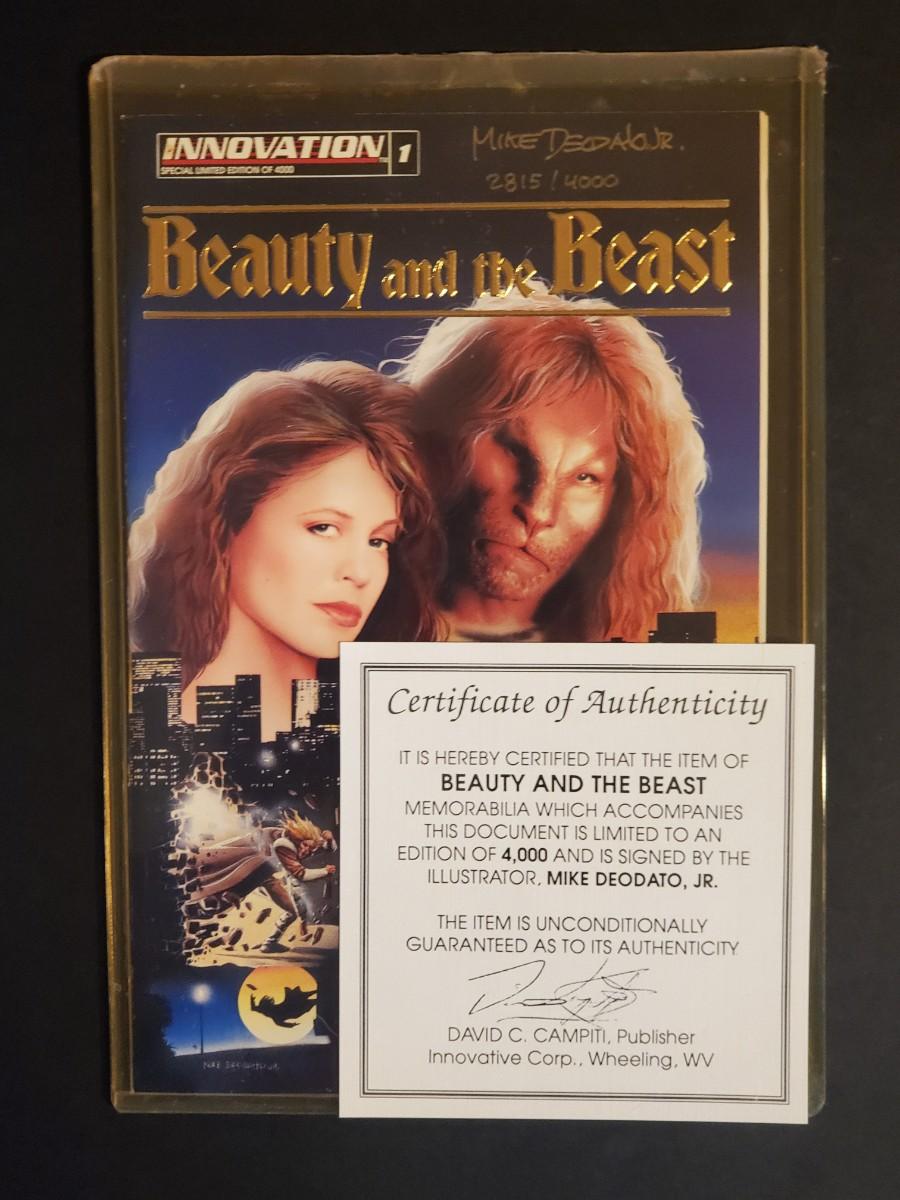 INNOVATION TM 1
SPECIAL LIMITED EDITION OF 4000
MIKE DEODATO JR.
2815 / 4000
Beauty and the Beast
Certificate of Authenticity
IT IS HEREBY CERTIFIED THAT THE ITEM OF
BEAUTY AND THE BEAST
MEMORABILIA WHICH ACCOMPANIES
THIS DOCUMENT IS LIMITED TO AN
EDITION OF 4,000 AND IS SIGNED BY THE
ILLUSTRATOR, MIKE DEODATO, JR.
THE ITEM IS UNCONDITIONALLY
GUARANTEED AS TO ITS AUTHENTICITY
DAVID C. CAMPITI, Publisher
Innovative Corp., Wheeling, WV